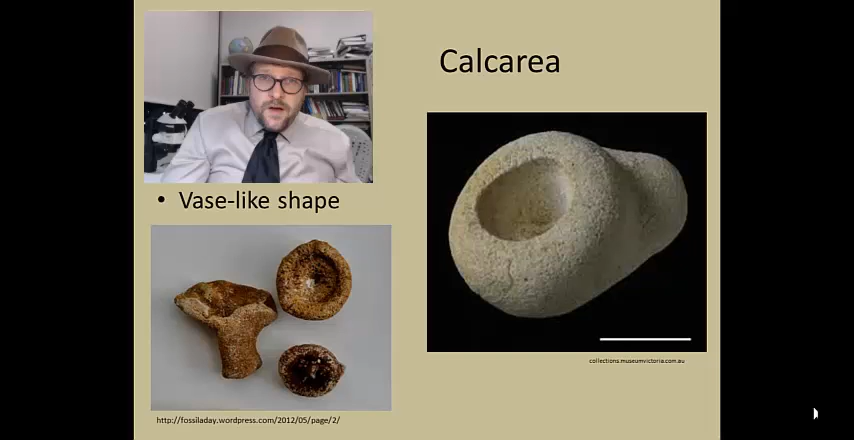 Calcarea
• Vase-like shape
collections.museumvictoria.com.au
http://fossiladay.wordpress.com/2012/05/page/2/